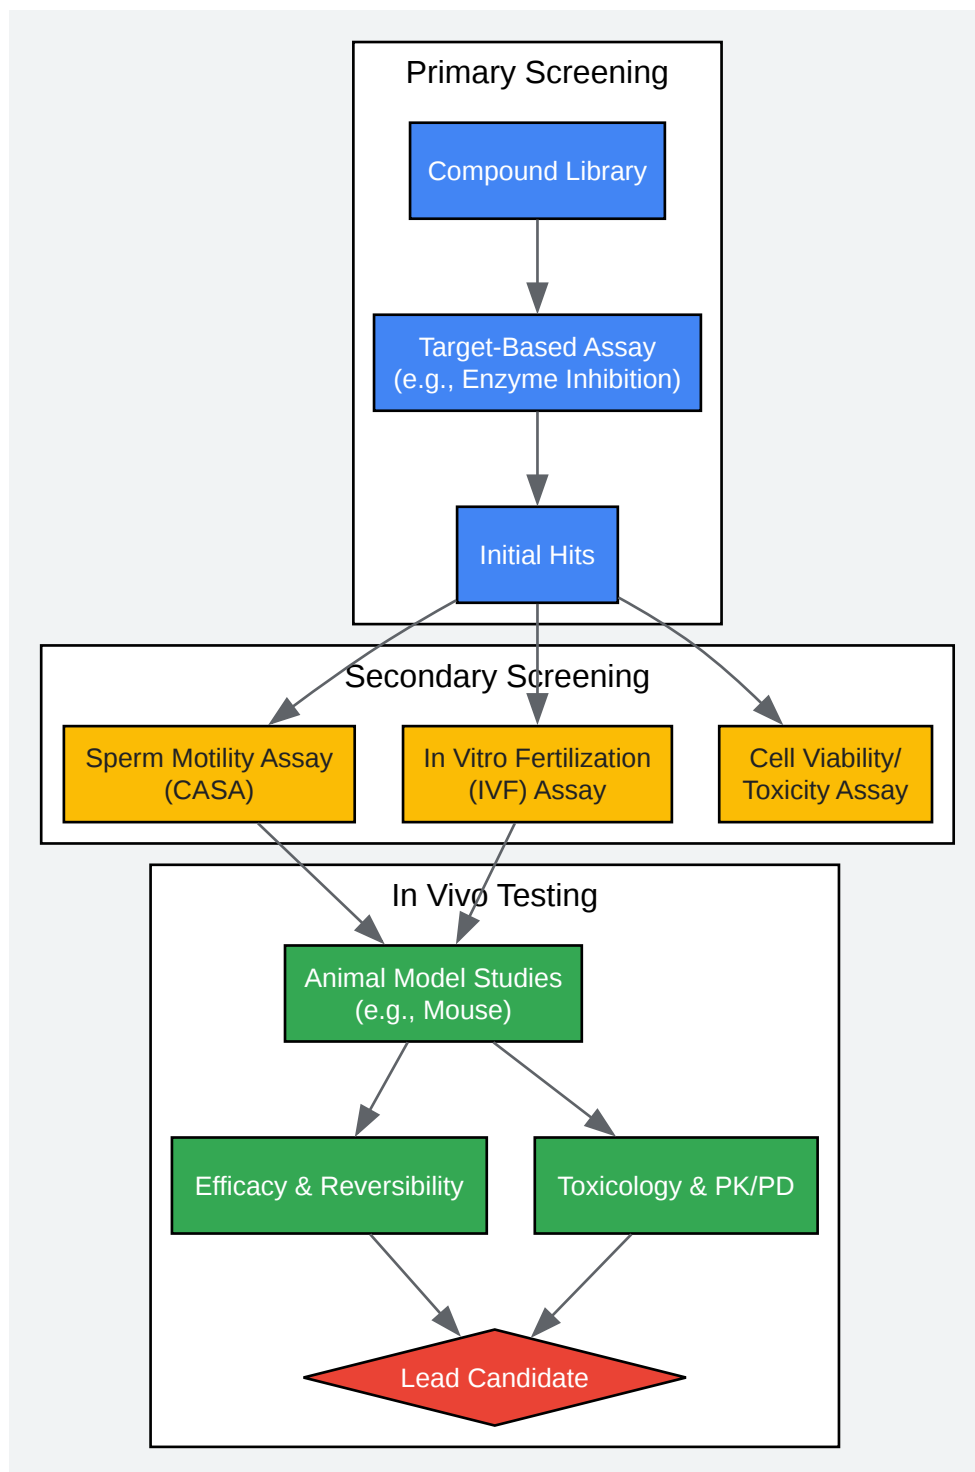 Primary Screening
Compound Library
Target-Based Assay
(e.g., Enzyme Inhibition)
Initial Hits
Secondary Screening
Sperm Motility Assay
(CASA)
In Vitro Fertilization
(IVF) Assay
Cell Viability/
Toxicity Assay
In Vivo Testing
Animal Model Studies
(e.g., Mouse)
Efficacy & Reversibility
Toxicology & PK/PD
Lead Candidate